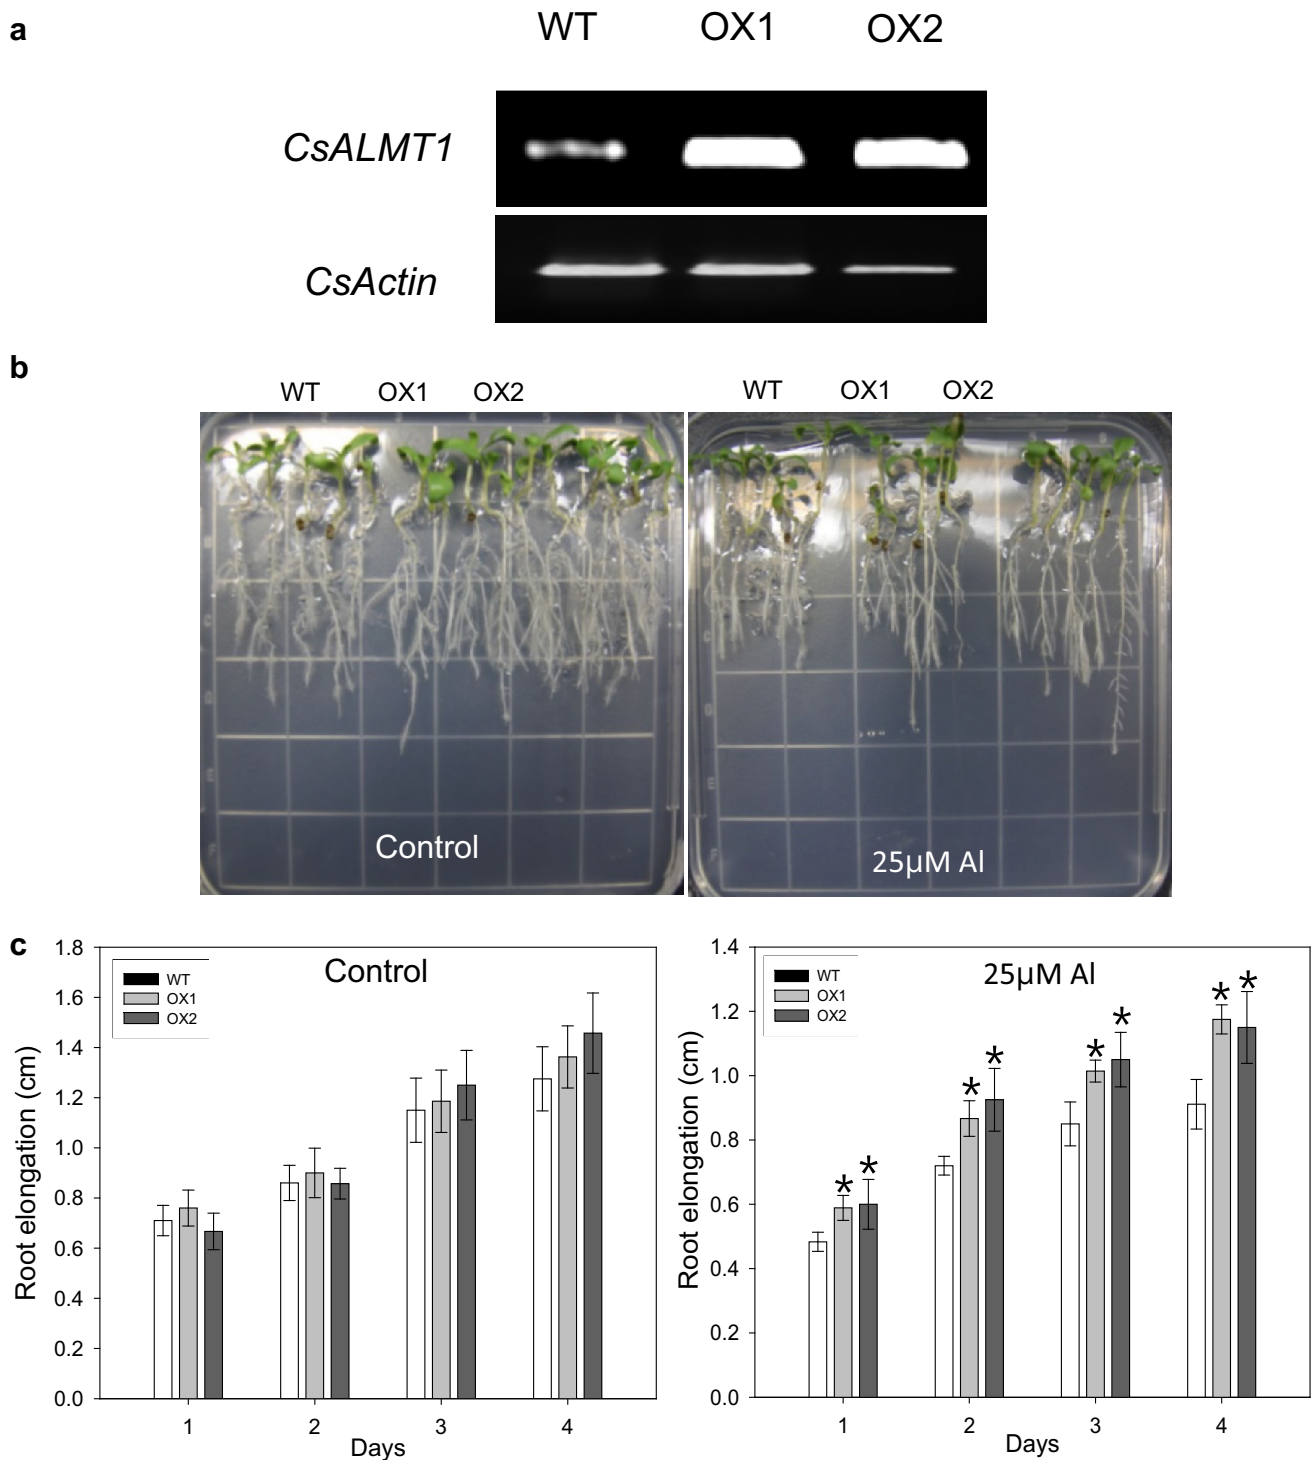 a
WT OX1 OX2
CsALMT1
CsActin
b
WT OX1 OX2 WT OX1 OX2
Control 25µM Al
c
Control
WT
OX1
OX2
Root elongation (cm)
1.8
1.6
1.4
1.2
1.0
0.8
0.6
0.4
0.2
0.0
1 2 3 4
Days
25µM Al
WT
OX1
OX2
Root elongation (cm)
1.4
1.2
1.0
0.8
0.6
0.4
0.2
0.0
* * * * * * * *
1 2 3 4
Days